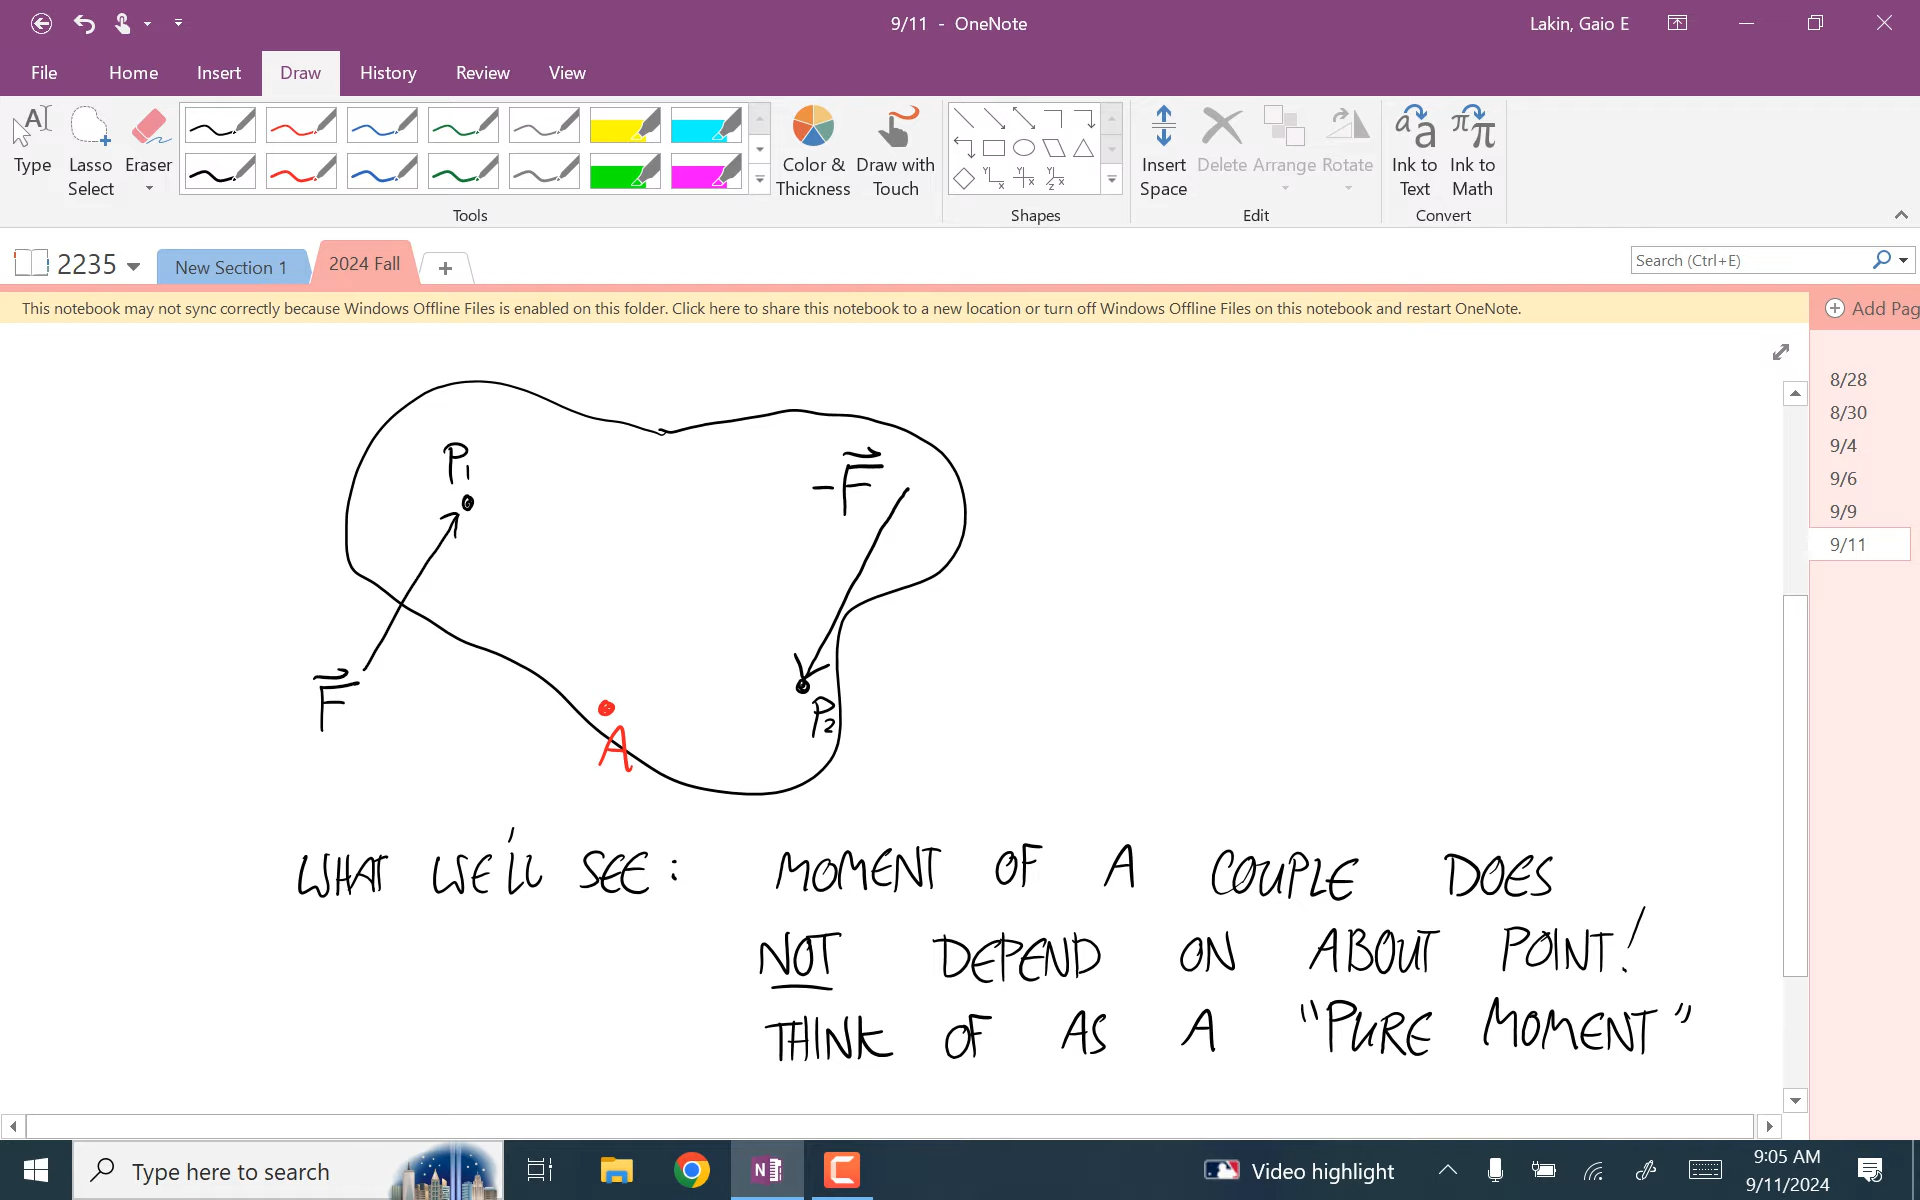 9/11 - OneNote
Lakin, Gaio E
File Home Insert Draw History Review View
Type
Lasso Select
Eraser
Color & Thickness
Draw with Touch
Insert Space
Delete Arrange Rotate
Ink to Text
Ink to Math
Tools Shapes Edit Convert
2235 New Section 1 2024 Fall
Search (Ctrl+E)
This notebook may not sync correctly because Windows Offline Files is enabled on this folder. Click here to share this notebook to a new location or turn off Windows Offline Files on this notebook and restart OneNote.
Add Pag
8/28
8/30
9/4
9/6
9/9
9/11
P1
-F
F
P2
A
WHAT WE'LL SEE: MOMENT OF A COUPLE DOES
NOT DEPEND ON ABOUT POINT!
THINK OF AS A "PURE MOMENT"
Type here to search
Video highlight
9:05 AM
9/11/2024